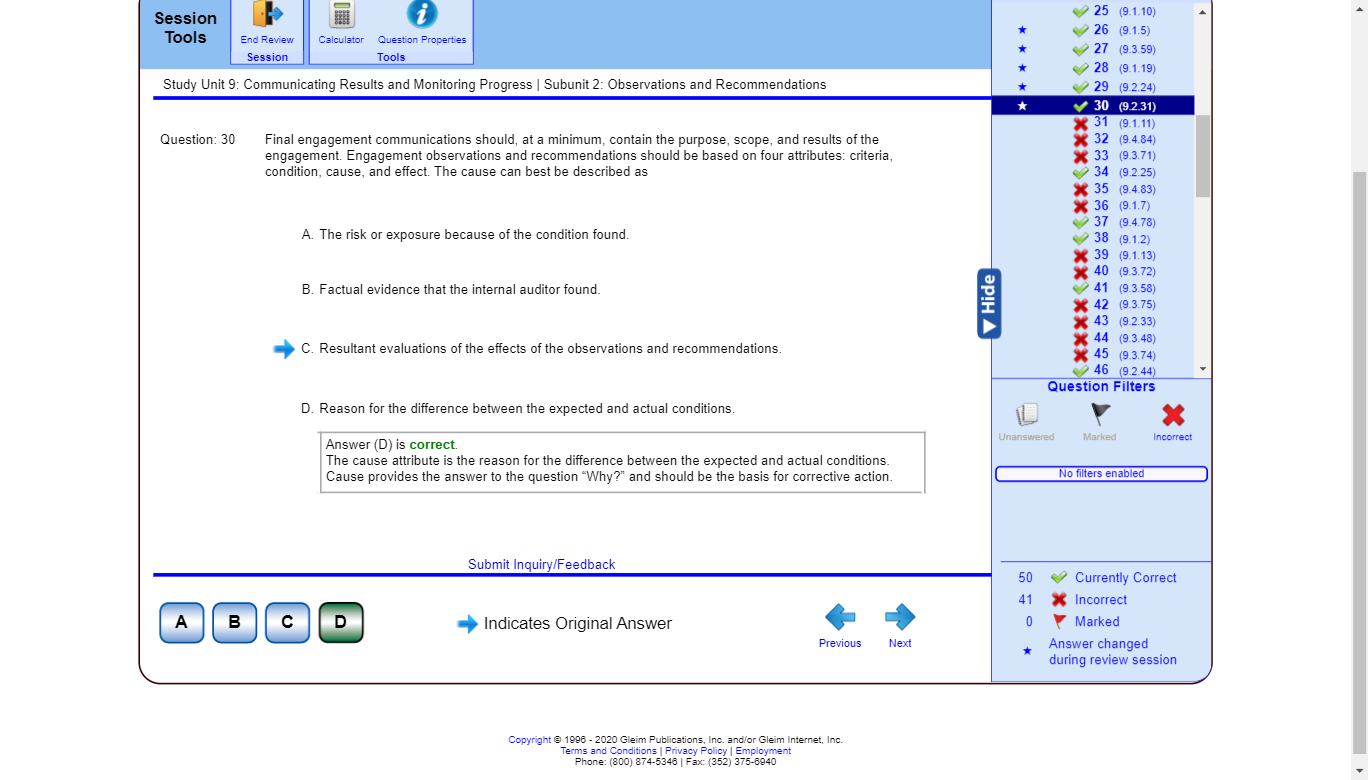 Session
Tools
End Review
Session
Calculator
Question Properties
Tools
Study Unit 9: Communicating Results and Monitoring Progress | Subunit 2: Observations and Recommendations
Question: 30
Final engagement communications should, at a minimum, contain the purpose, scope, and results of the
engagement. Engagement observations and recommendations should be based on four attributes: criteria,
condition, cause, and effect. The cause can best be described as
A. The risk or exposure because of the condition found.
B. Factual evidence that the internal auditor found.
C. Resultant evaluations of the effects of the observations and recommendations.
D. Reason for the difference between the expected and actual conditions.
Answer (D) is correct.
The cause attribute is the reason for the difference between the expected and actual conditions.
Cause provides the answer to the question “Why?” and should be the basis for corrective action.
Submit Inquiry/Feedback
A B C D
Indicates Original Answer
Previous
Next
25 (9.1.10)
26 (9.1.5)
27 (9.3.59)
28 (9.1.19)
29 (9.2.24)
30 (9.2.31)
31 (9.1.11)
32 (9.4.84)
33 (9.3.71)
34 (9.2.25)
35 (9.4.83)
36 (9.1.7)
37 (9.4.78)
38 (9.1.2)
39 (9.1.13)
40 (9.3.72)
41 (9.3.58)
42 (9.3.75)
43 (9.2.33)
44 (9.3.48)
45 (9.3.74)
46 (9.2.44)
Hide
Question Filters
Unanswered
Marked
Incorrect
No filters enabled
50 Currently Correct
41 Incorrect
0 Marked
Answer changed
during review session
Copyright © 1996 - 2020 Gleim Publications, Inc. and/or Gleim Internet, Inc.
Terms and Conditions | Privacy Policy | Employment
Phone: (800) 874-5346 | Fax: (352) 375-6940